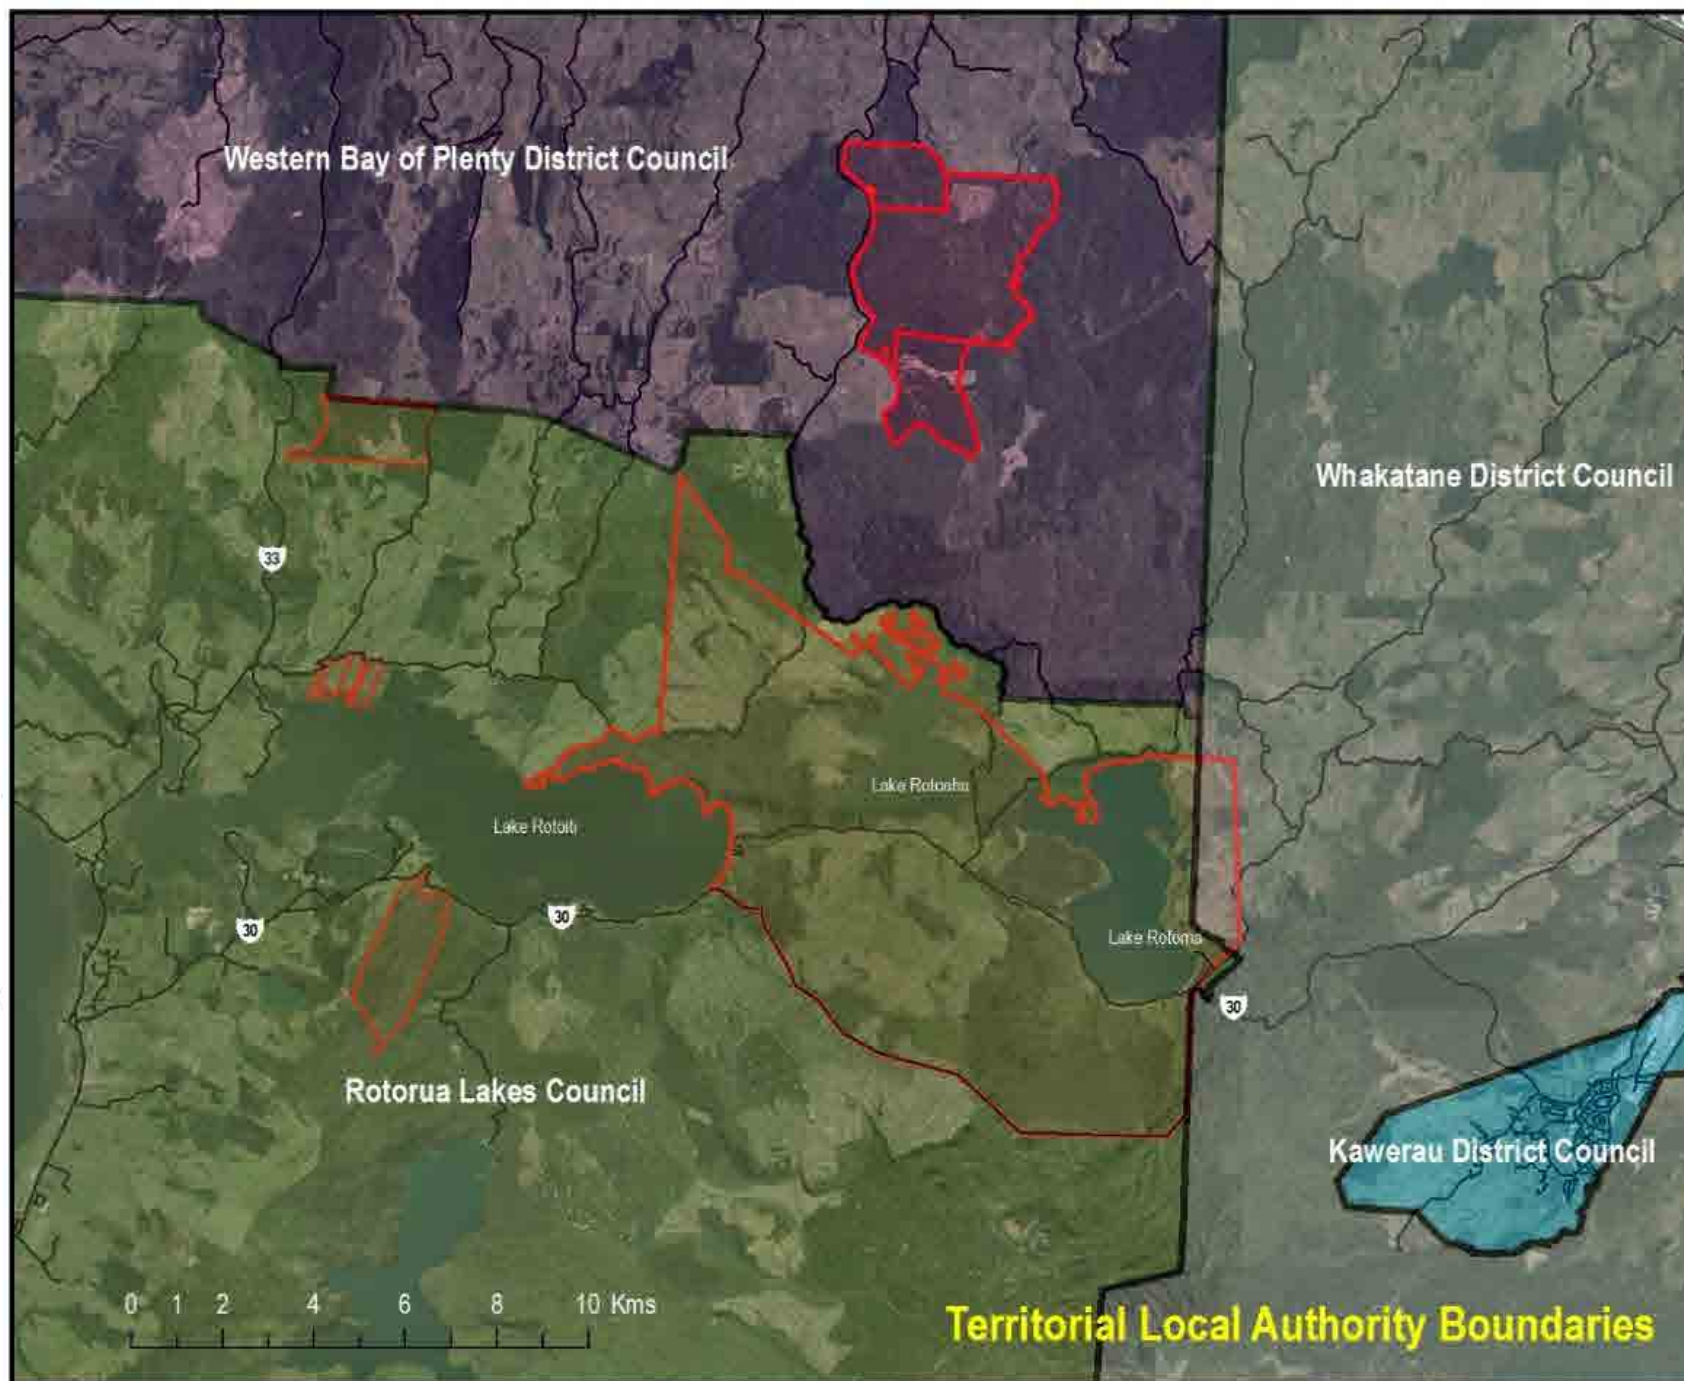 Western Bay of Plenty District Council
Whakatane District Council
33
Lake Rotoehu
Lake Rotoiti
30
30
Lake Rotoma
30
Rotorua Lakes Council
Kawerau District Council
0 1 2 4 6 8 10 Kms
Territorial Local Authority Boundaries